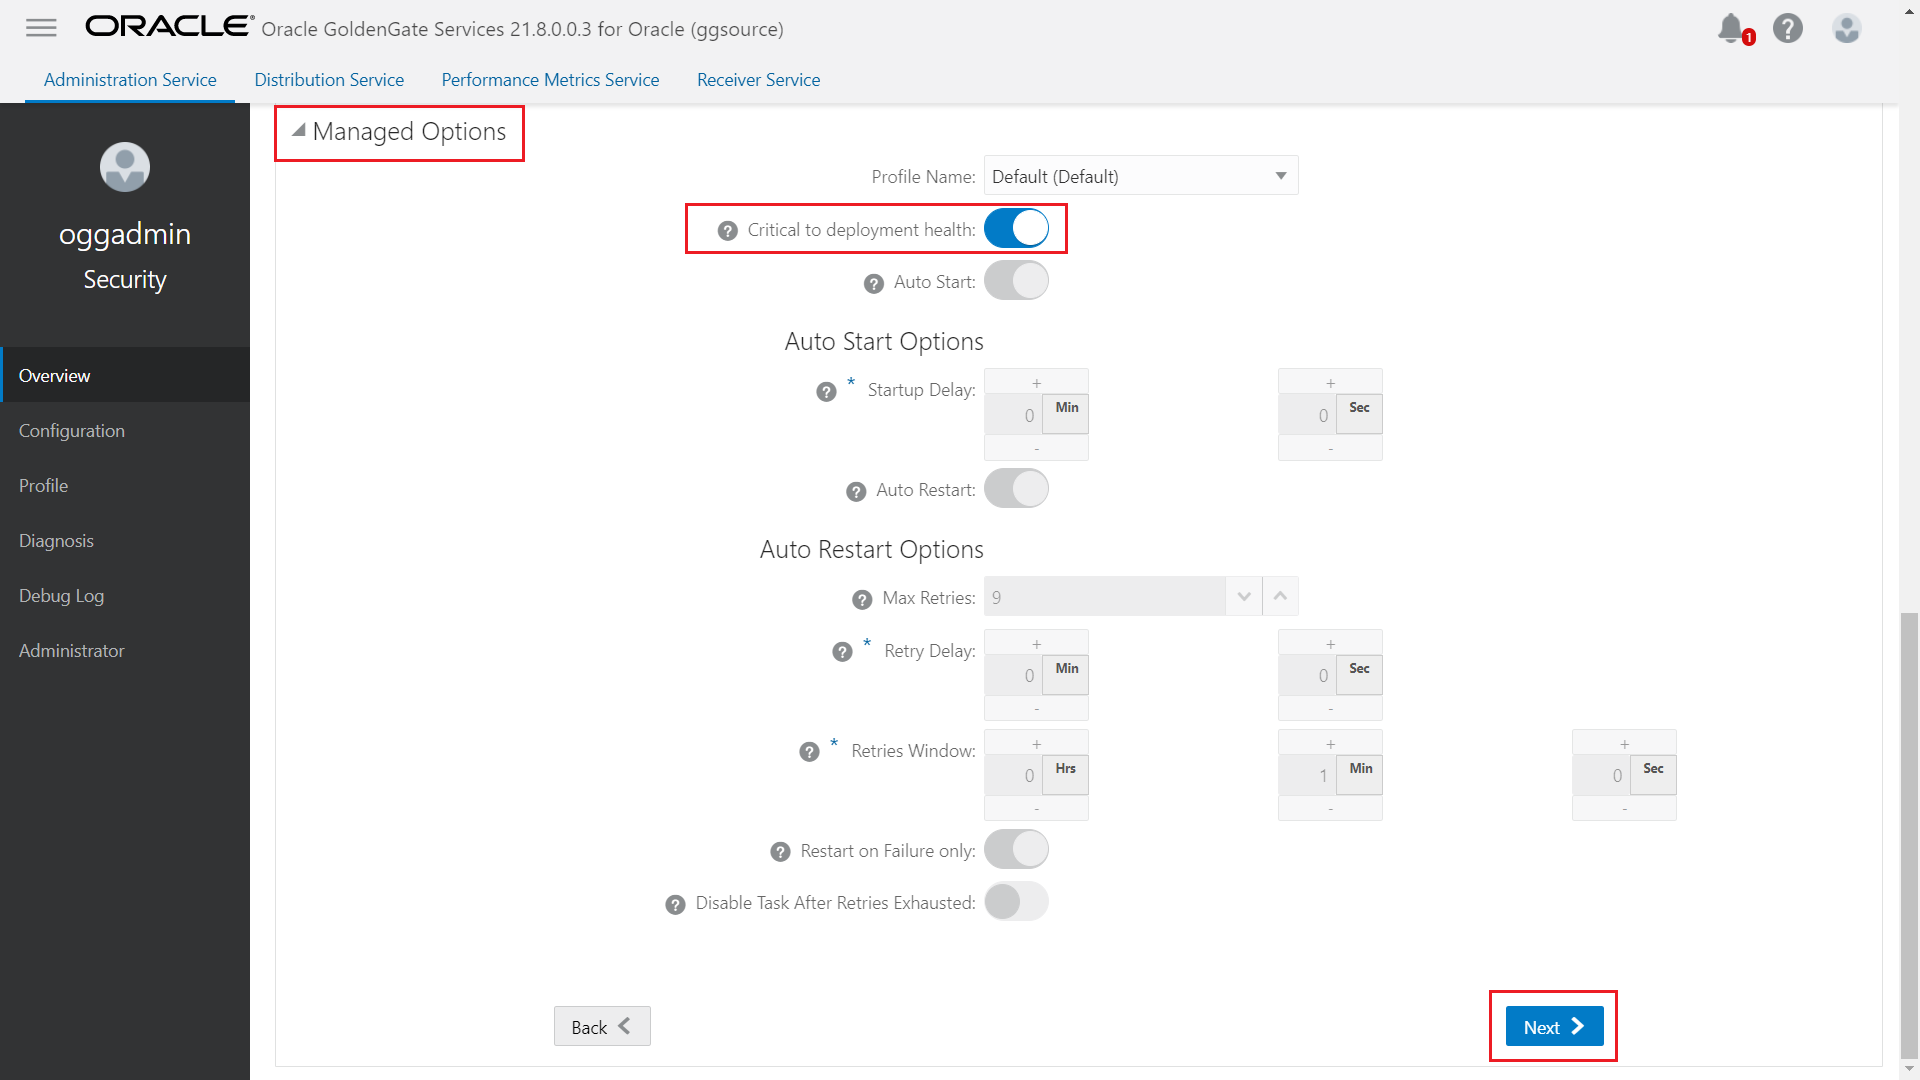 ORACLE® Oracle GoldenGate Services 21.8.0.0.3 for Oracle (ggsource)
1
?
Administration Service Distribution Service Performance Metrics Service Receiver Service
oggadmin
Security
Overview
Configuration
Profile
Diagnosis
Debug Log
Administrator
Managed Options
Profile Name: Default (Default)
? Critical to deployment health:
? Auto Start:
Auto Start Options
+ +
? * Startup Delay: 0 Min 0 Sec
- -
? Auto Restart:
Auto Restart Options
? Max Retries: 9
+ +
? * Retry Delay: 0 Min 0 Sec
- -
+ + +
? * Retries Window: 0 Hrs 1 Min 0 Sec
- - -
? Restart on Failure only:
? Disable Task After Retries Exhausted:
Back Next